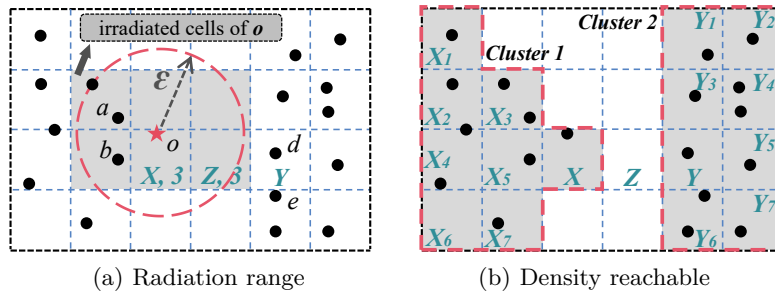 irradiated cells of o
ε
a
o
b
d
X, 3
Z, 3
Y
e
(a) Radiation range
Cluster 2
Y1
Y2
X1
Cluster 1
Y3
Y4
X2
X3
Y5
X4
X5
X
Z
Y
Y7
X6
X7
Y6
(b) Density reachable